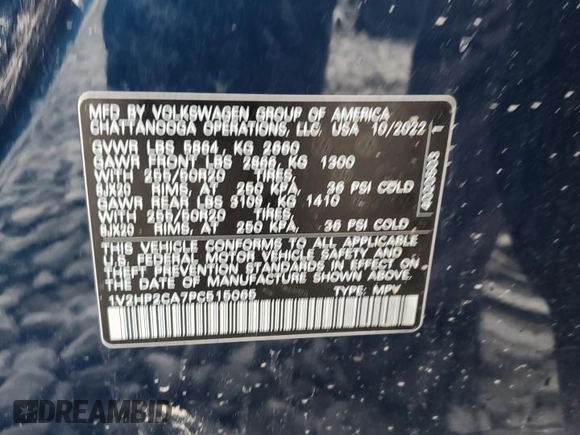 MFD BY VOLKSWAGEN GROUP OF AMERICA
CHATTANOOGA OPERATIONS, LLC, USA 10/2022
GVWR LBS 5864, KG 2660
GAWR FRONT LBS 2866, KG 1300
WITH 255/50R20 TIRES,
8JX20 RIMS, AT 250 KPA, 36 PSI COLD
GAWR REAR LBS 3109, KG 1410
WITH 255/50R20 TIRES,
8JX20 RIMS, AT 250 KPA, 36 PSI COLD
THIS VEHICLE CONFORMS TO ALL APPLICABLE
U.S. FEDERAL MOTOR VEHICLE SAFETY
STANDARDS IN EFFECT ON THE DATE OF
MANUFACTURE SHOWN ABOVE.
1V2HP2CA7PC515065 TYPE: MPV
DREAMBID